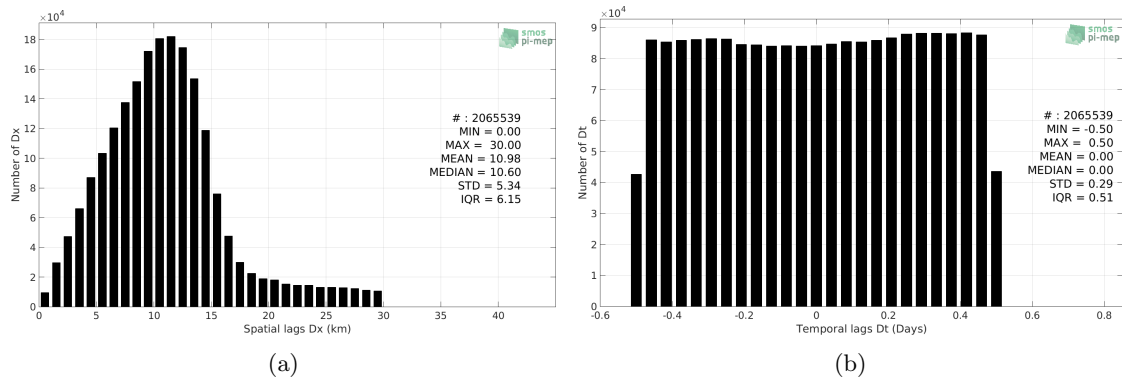 ×10⁴
18
16
14
12
10
8
6
4
2
0
Number of Dx
0 5 10 15 20 25 30 35 40
Spatial lags Dx (km)
smos
pi-mep
# : 2065539
MIN = 0.00
MAX = 30.00
MEAN = 10.98
MEDIAN = 10.60
STD = 5.34
IQR = 6.15
(a)
×10⁴
9
8
7
6
5
4
3
2
1
0
Number of Dt
-0.6 -0.4 -0.2 0 0.2 0.4 0.6 0.8
Temporal lags Dt (Days)
smos
pi-mep
# : 2065539
MIN = -0.50
MAX = 0.50
MEAN = 0.00
MEDIAN = 0.00
STD = 0.29
IQR = 0.51
(b)